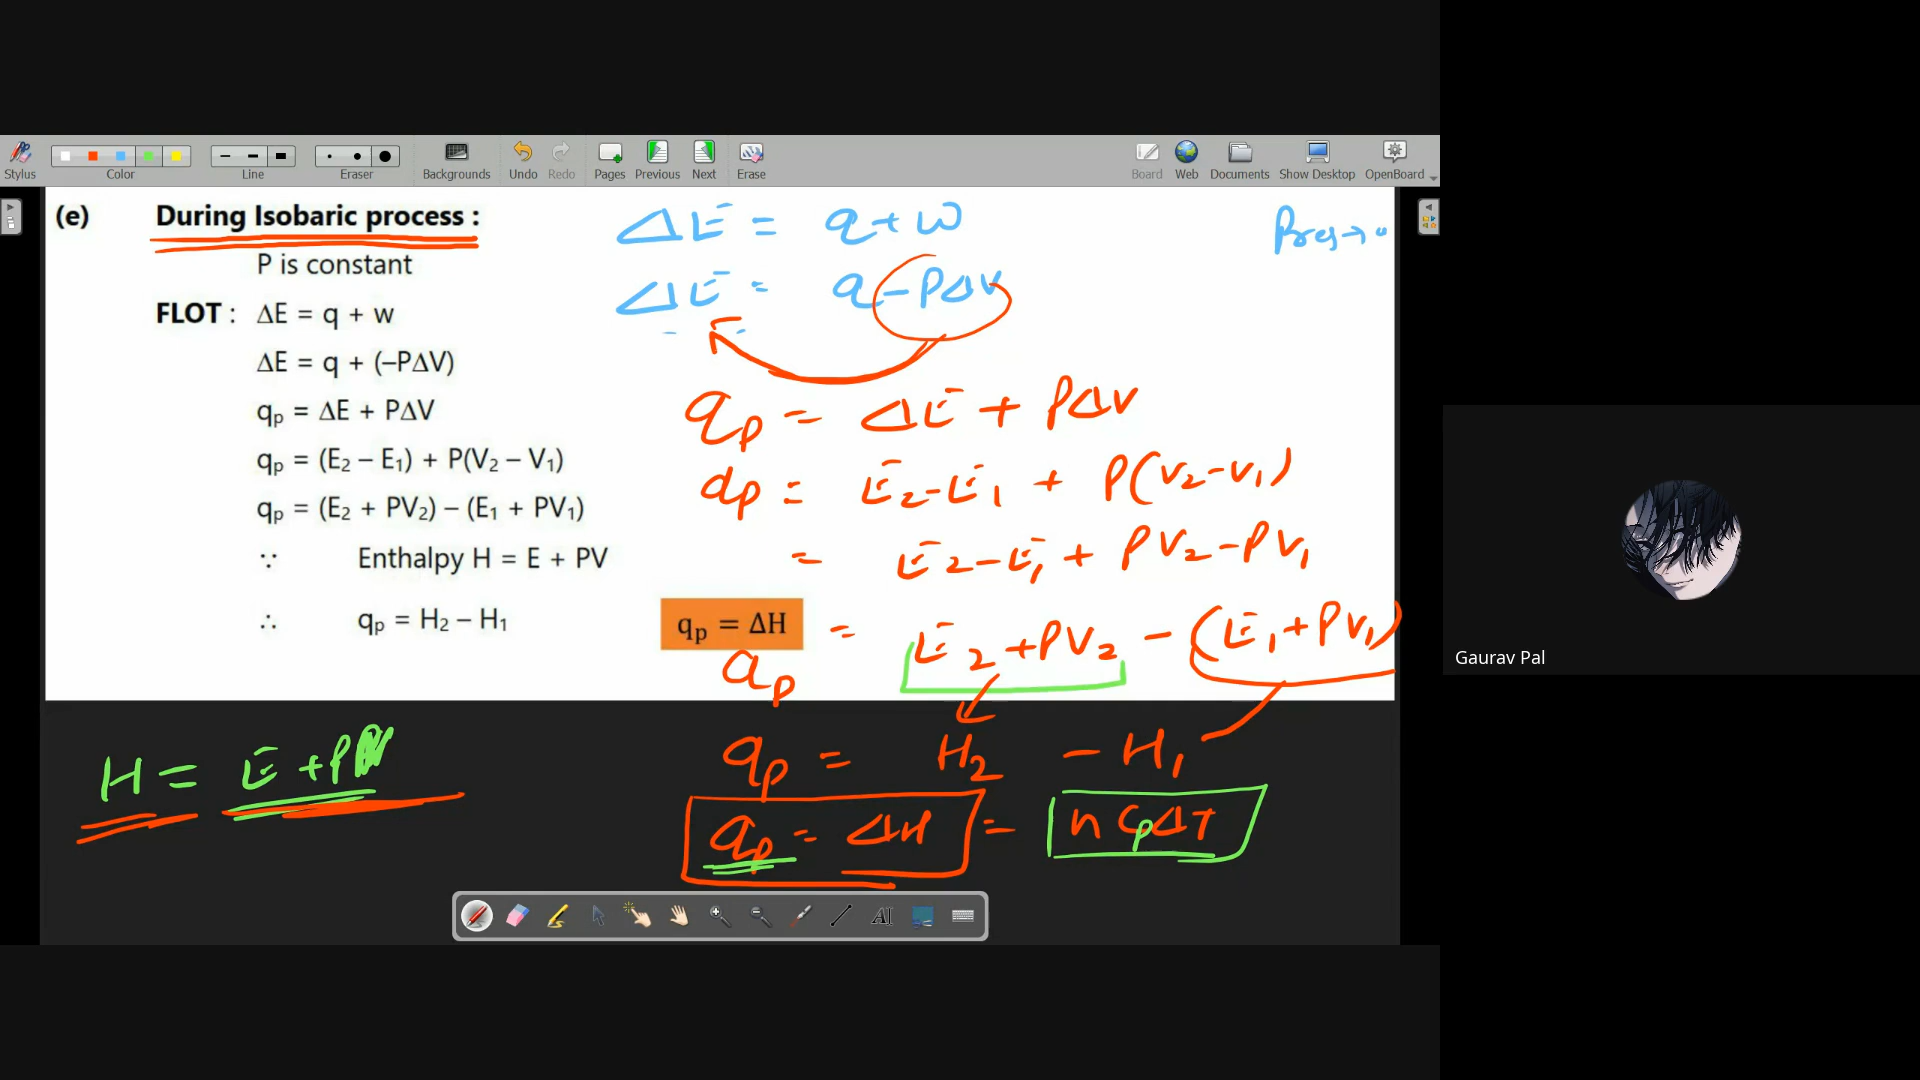 Stylus Color Line Eraser Backgrounds Undo Redo Pages Previous Next Erase Board Web Documents Show Desktop OpenBoard
(e) During Isobaric process :
P is constant
FLOT : ΔE = q + w
ΔE = q + (–PΔV)
qₚ = ΔE + PΔV
qₚ = (E₂ – E₁) + P(V₂ – V₁)
qₚ = (E₂ + PV₂) – (E₁ + PV₁)
∵ Enthalpy H = E + PV
∴ qₚ = H₂ – H₁
qₚ = ΔH
ΔE = q + w
ΔE = q - PΔV
qₚ = ΔE + PΔV
qₚ = E₂-E₁ + P(V₂-V₁)
= E₂-E₁ + PV₂-PV₁
qₚ = E₂+PV₂ - (E₁+PV₁)
qₚ = H₂ - H₁
qₚ = ΔH = nCₚΔT
H = E + P
Gaurav Pal